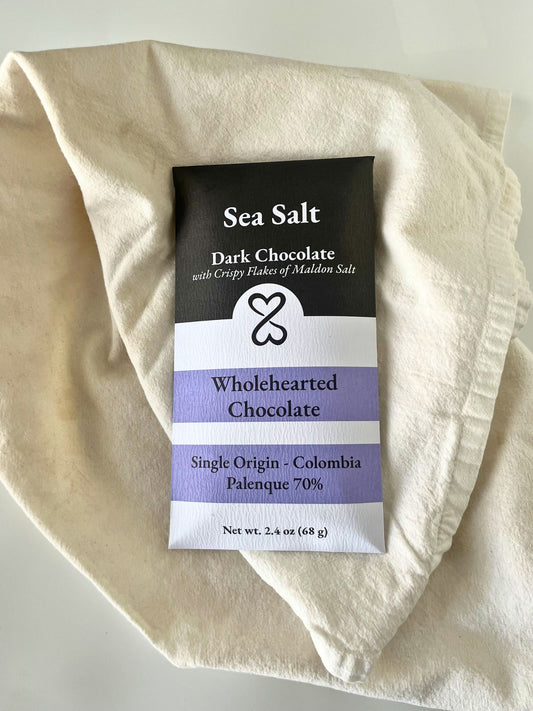 Sea Salt
Dark Chocolate
with Crispy Flakes of Maldon Salt
Wholehearted
Chocolate
Single Origin - Colombia
Palenque 70%
Net wt. 2.4 oz (68 g)